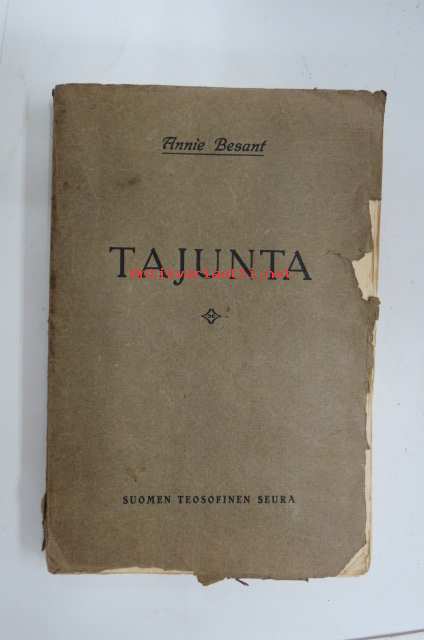 Annie Besant
TAJUNTA
SUOMEN TEOSOFINEN SEURA